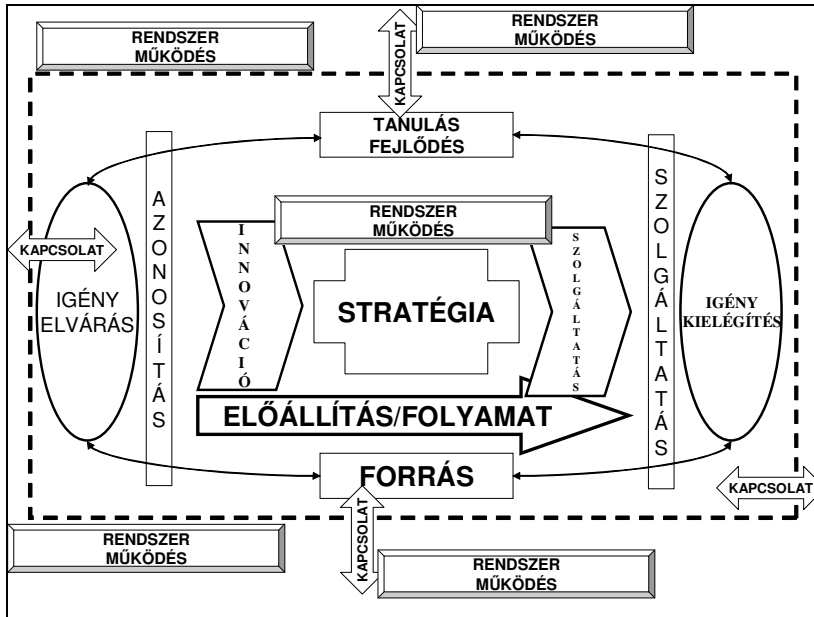 RENDSZER
MŰKÖDÉS
KAPCSOLAT
RENDSZER
MŰKÖDÉS
TANULÁS
FEJLŐDÉS
KAPCSOLAT
IGÉNY
ELVÁRÁS
AZONOSÍTÁS
INNOVÁCIÓ
RENDSZER
MŰKÖDÉS
STRATÉGIA
SZOLGÁLTATÁS
SZOLGÁLTATÁS
IGÉNY
KIELÉGÍTÉS
ELŐÁLLÍTÁS/FOLYAMAT
FORRÁS
KAPCSOLAT
RENDSZER
MŰKÖDÉS
KAPCSOLAT
RENDSZER
MŰKÖDÉS